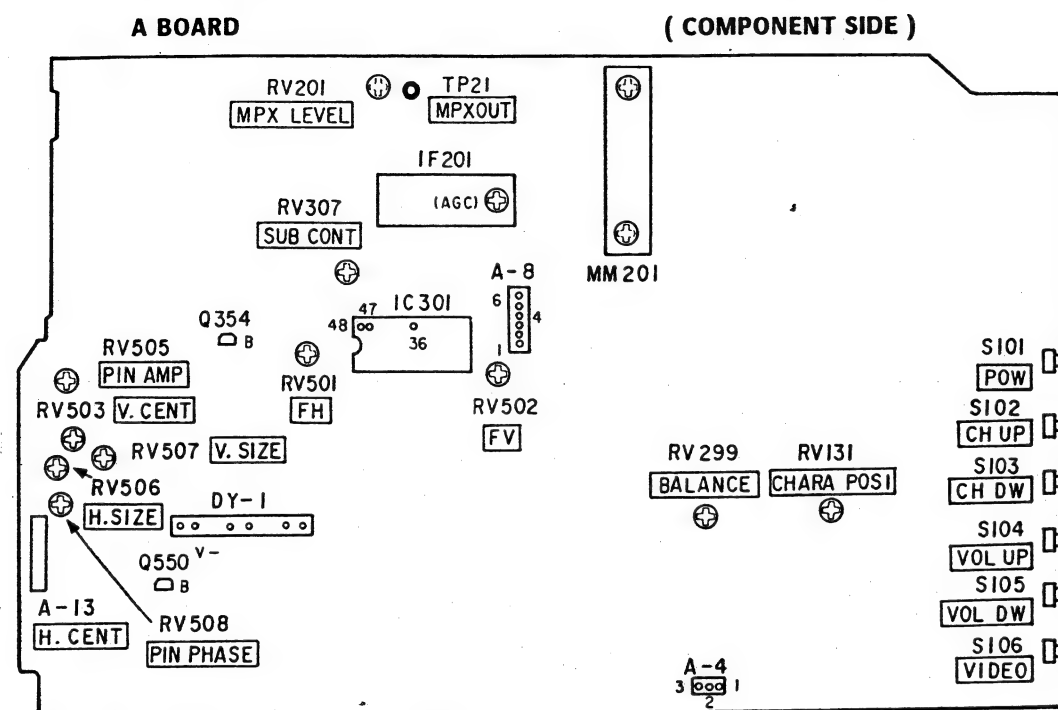 A BOARD
( COMPONENT SIDE )
RV201
MPX LEVEL
TP21
MPXOUT
IF201
(AGC)
RV307
SUB CONT
MM201
A-8
6
4
1
IC301
48
47
36
Q354
B
RV505
PIN AMP
RV501
FH
RV502
FV
RV503 V. CENT
RV507 V. SIZE
RV506
H.SIZE
DY-1
V-
Q550
B
A-13
H. CENT
RV508
PIN PHASE
RV299
BALANCE
RV131
CHARA POSI
S101
POW
S102
CH UP
S103
CH DW
S104
VOL UP
S105
VOL DW
S106
VIDEO
A-4
3 1
2